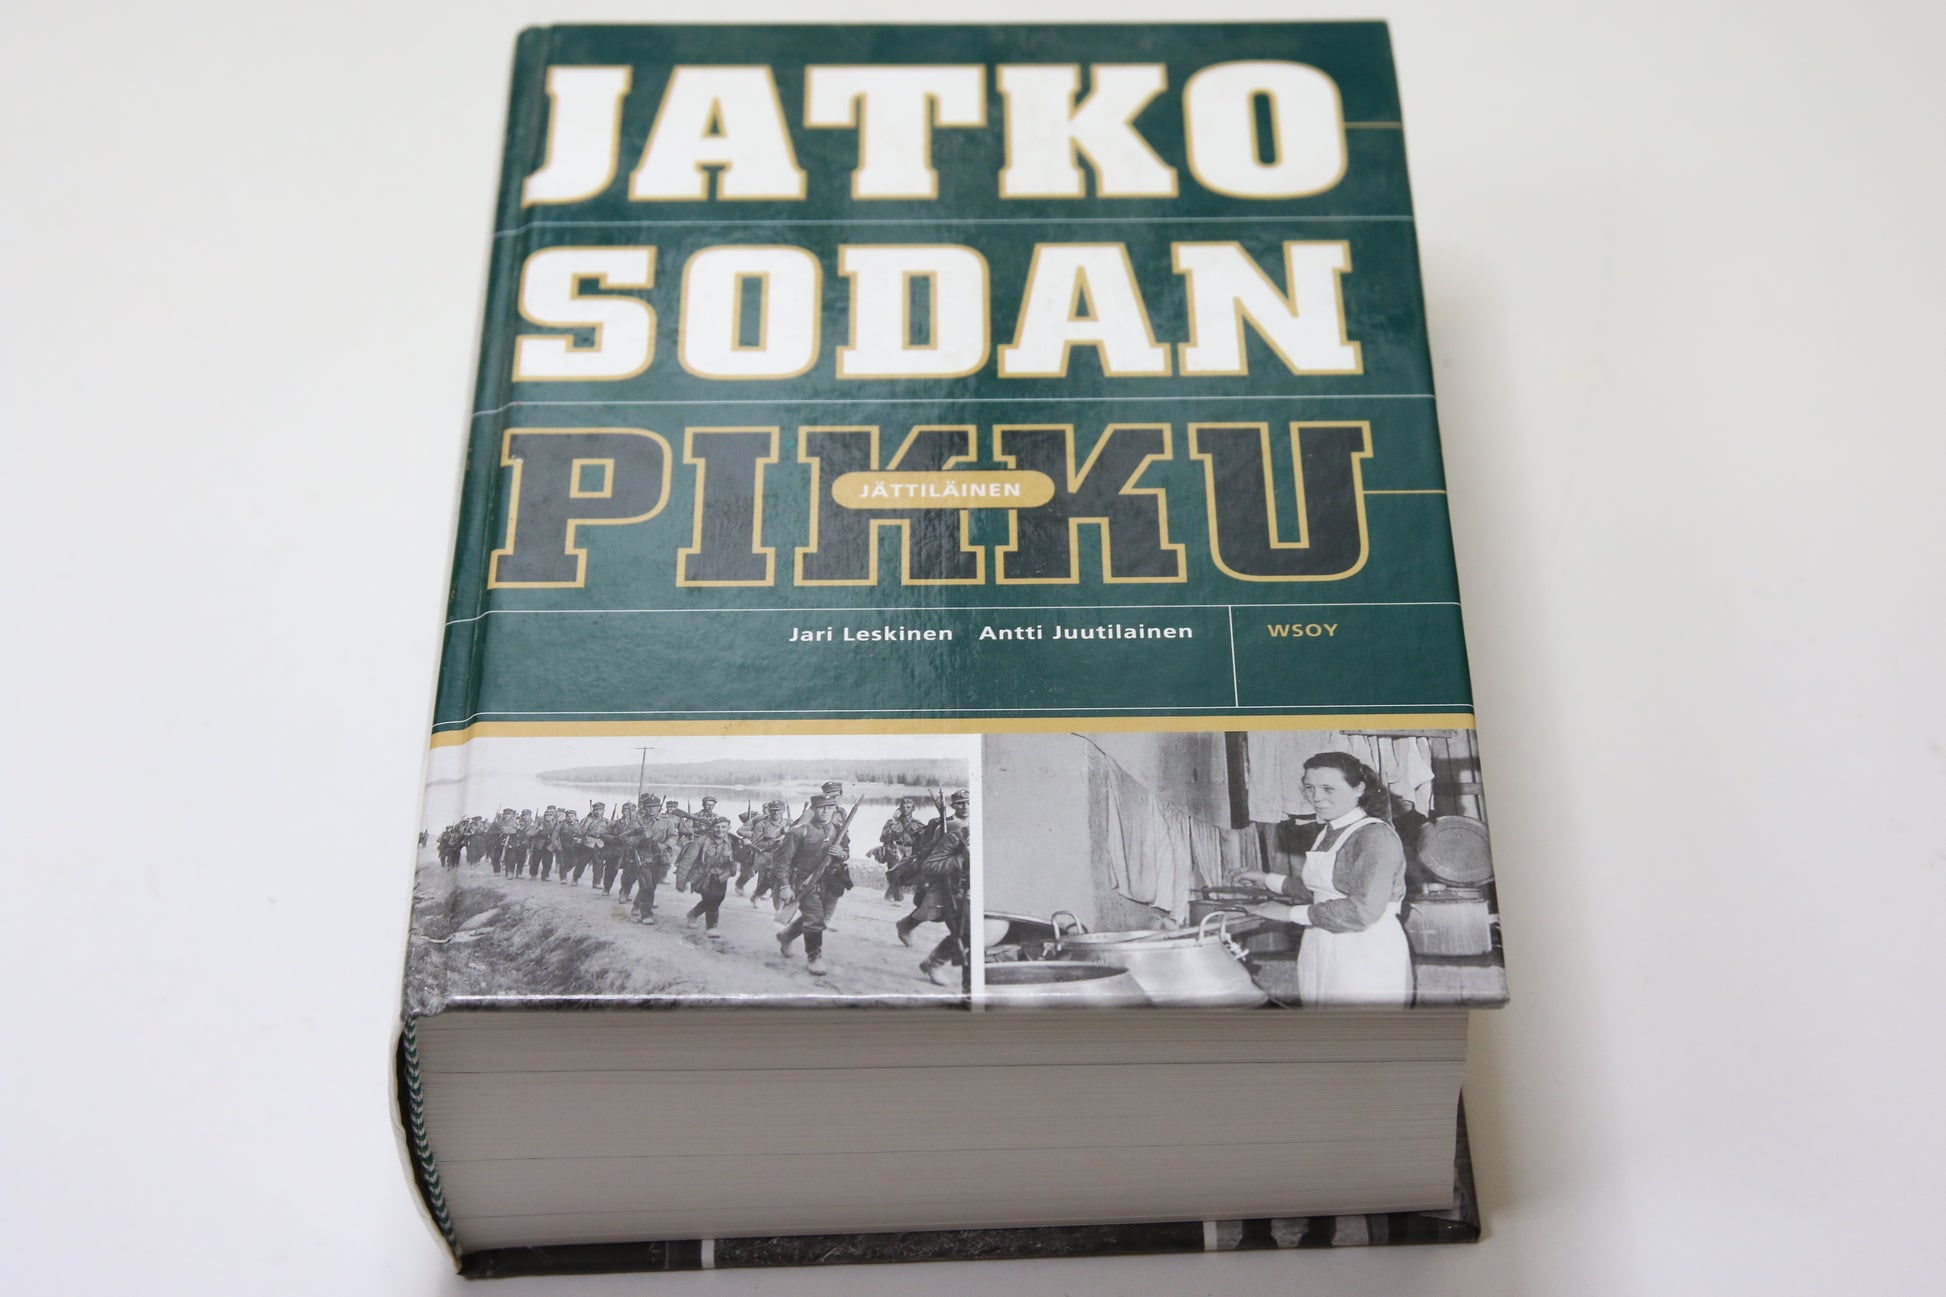 JATKO
SODAN
PIKKU
JÄTTILÄINEN
Jari Leskinen Antti Juutilainen WSOY